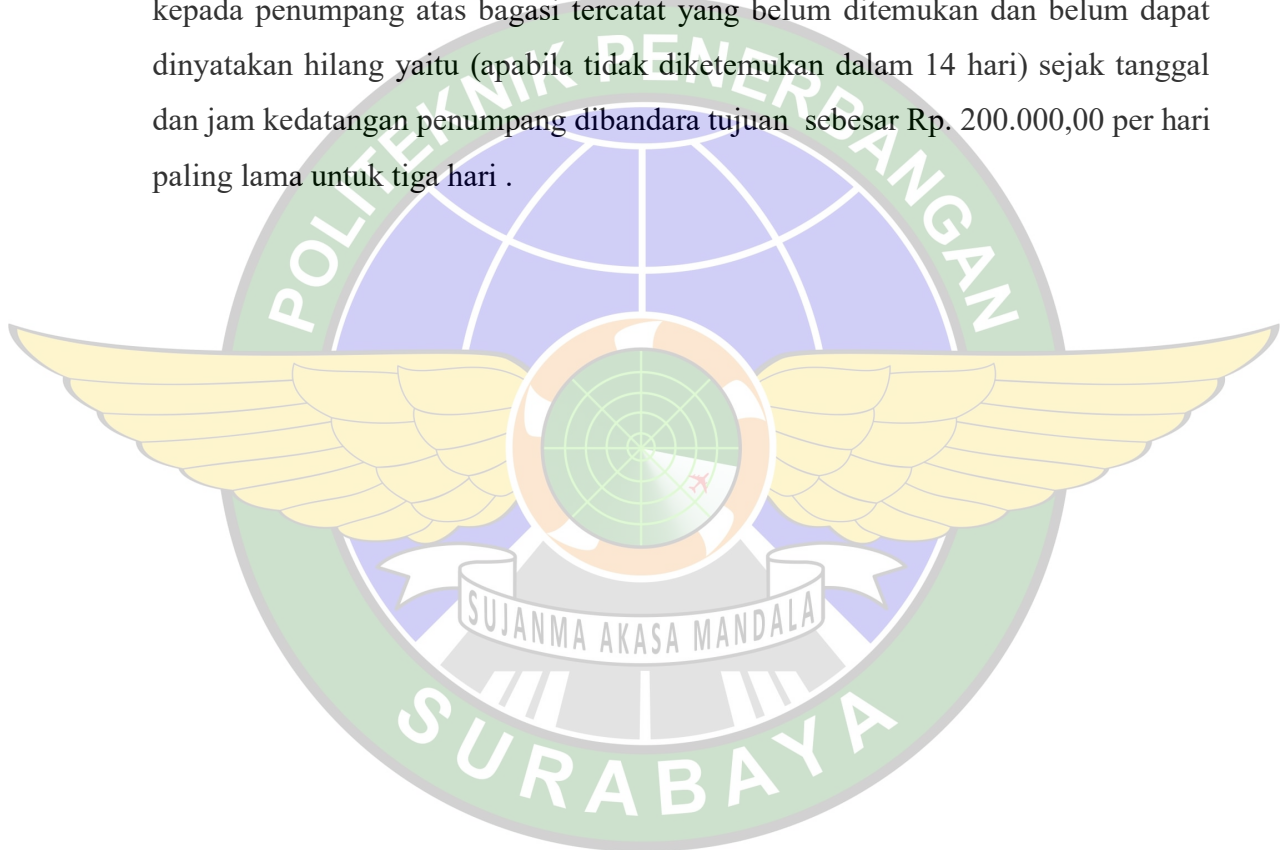 kepada penumpang atas bagasi tercatat yang belum ditemukan dan belum dapat
dinyatakan hilang yaitu (apabila tidak diketemukan dalam 14 hari) sejak tanggal
dan jam kedatangan penumpang dibandara tujuan sebesar Rp. 200.000,00 per hari
paling lama untuk tiga hari .
POLITEKNIK PENERBANGAN
SUJANMA AKASA MANDALA
SURABAYA